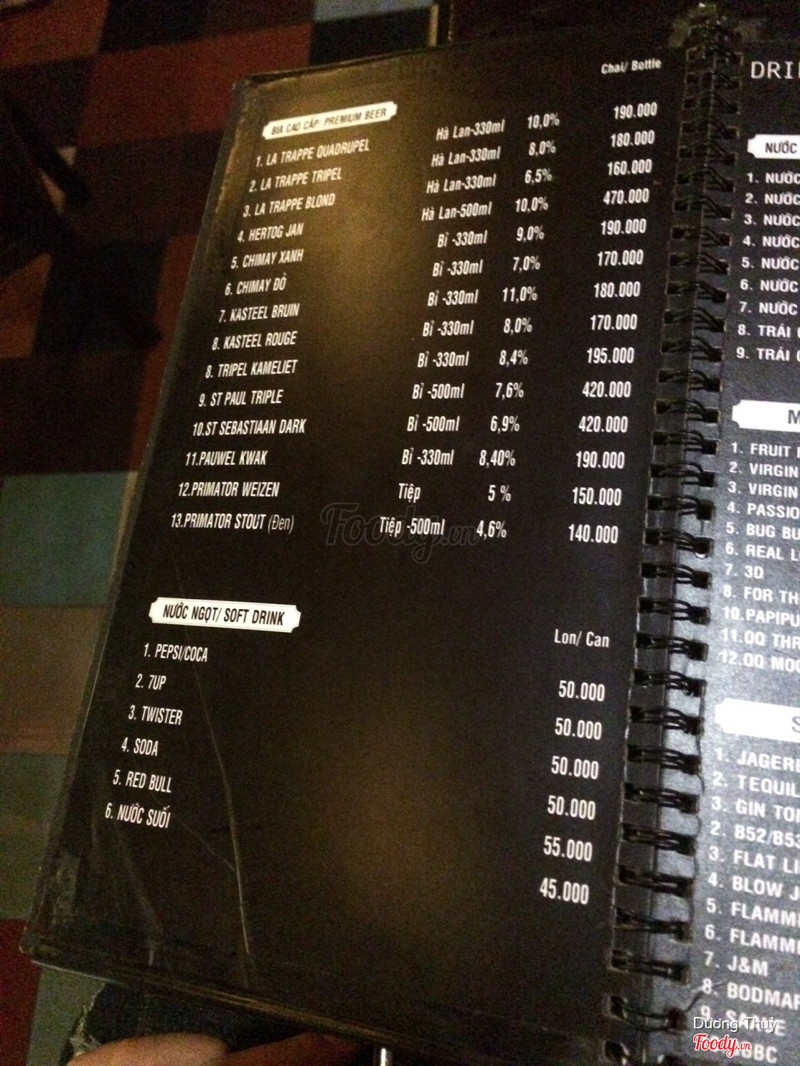 Chai/ Bottle
BIA CAO CẤP- PREMIUM BEER
1. LA TRAPPE QUADRUPEL Hà Lan-330ml 10,0% 190.000
2. LA TRAPPE TRIPEL Hà Lan-330ml 8,0% 180.000
3. LA TRAPPE BLOND Hà Lan-330ml 6,5% 160.000
4. HERTOG JAN Hà Lan-500ml 10,0% 470.000
5. CHIMAY XANH Bỉ -330ml 9,0% 190.000
6. CHIMAY ĐỎ Bỉ -330ml 7,0% 170.000
7. KASTEEL BRUIN Bỉ -330ml 11,0% 180.000
8. KASTEEL ROUGE Bỉ -330ml 8,0% 170.000
8. TRIPEL KAMELIET Bỉ -330ml 8,4% 195.000
9. ST PAUL TRIPLE Bỉ -500ml 7,6% 420.000
10.ST SEBASTIAAN DARK Bỉ -500ml 6,9% 420.000
11.PAUWEL KWAK Bỉ -330ml 8,40% 190.000
12.PRIMATOR WEIZEN Tiệp 5 % 150.000
13.PRIMATOR STOUT (Đen) Tiệp -500ml 4,6% 140.000
Foody.vn
NƯỚC NGỌT/ SOFT DRINK
Lon/ Can
1. PEPSI/COCA 50.000
2. 7UP 50.000
3. TWISTER 50.000
4. SODA 50.000
5. RED BULL 55.000
6. NƯỚC SUỐI 45.000
DRI
NƯỚC
1. NƯỚC
2. NƯỚC
3. NƯỚC
4. NƯỚC
5. NƯỚC
6. NƯỚC
7. NƯỚC
8. TRÁI
9. TRÁI
M
1. FRUIT
2. VIRGIN
3. VIRGIN
4. PASSIO
5. BUG BU
6. REAL L
7. 3D
8. FOR TH
10.PAPIPU
11.OQ THR
12.OQ MOC
S
1. JAGER
2. TEQUIL
3. GIN TO
2. B52/B53
3. FLAT LI
4. BLOW J
5. FLAMM
6. FLAMM
7. J&M
8. BODMAR
Dương Thuỳ
Foody.vn